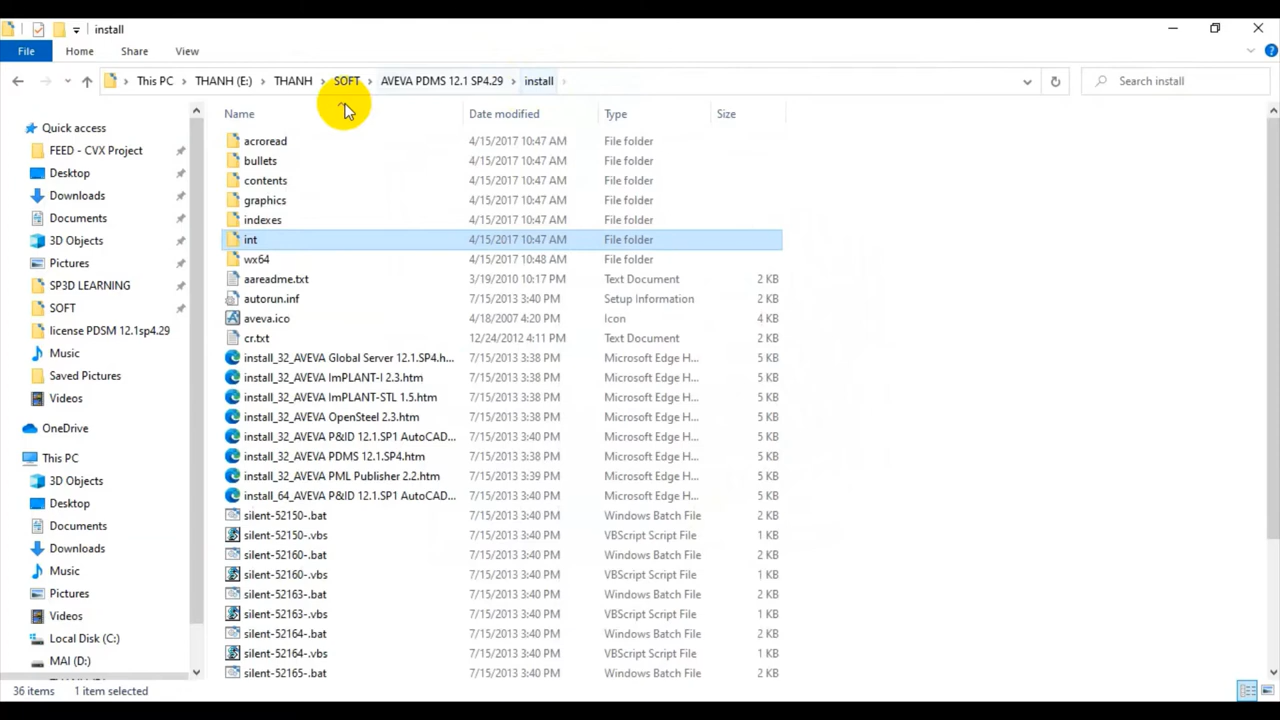 install
File Home Share View
This PC THANH (E:) THANH SOFT AVEVA PDMS 12.1 SP4.29 install Search install
Name Date modified Type Size
Quick access
FEED - CVX Project
Desktop
Downloads
Documents
3D Objects
Pictures
SP3D LEARNING
SOFT
license PDSM 12.1sp4.29
Music
Saved Pictures
Videos
OneDrive
This PC
3D Objects
Desktop
Documents
Downloads
Music
Pictures
Videos
Local Disk (C:)
MAI (D:)
acroread 4/15/2017 10:47 AM File folder
bullets 4/15/2017 10:47 AM File folder
contents 4/15/2017 10:47 AM File folder
graphics 4/15/2017 10:47 AM File folder
indexes 4/15/2017 10:47 AM File folder
int 4/15/2017 10:47 AM File folder
wx64 4/15/2017 10:48 AM File folder
aareadme.txt 3/19/2010 10:17 PM Text Document 2 KB
autorun.inf 7/15/2013 3:40 PM Setup Information 2 KB
aveva.ico 4/18/2007 4:20 PM Icon 4 KB
cr.txt 12/24/2012 4:11 PM Text Document 2 KB
install_32_AVEVA Global Server 12.1.SP4.h... 7/15/2013 3:38 PM Microsoft Edge H... 5 KB
install_32_AVEVA ImPLANT-I 2.3.htm 7/15/2013 3:38 PM Microsoft Edge H... 5 KB
install_32_AVEVA ImPLANT-STL 1.5.htm 7/15/2013 3:38 PM Microsoft Edge H... 5 KB
install_32_AVEVA OpenSteel 2.3.htm 7/15/2013 3:38 PM Microsoft Edge H... 5 KB
install_32_AVEVA P&ID 12.1.SP1 AutoCAD... 7/15/2013 3:40 PM Microsoft Edge H... 5 KB
install_32_AVEVA PDMS 12.1.SP4.htm 7/15/2013 3:38 PM Microsoft Edge H... 5 KB
install_32_AVEVA PML Publisher 2.2.htm 7/15/2013 3:39 PM Microsoft Edge H... 5 KB
install_64_AVEVA P&ID 12.1.SP1 AutoCAD... 7/15/2013 3:40 PM Microsoft Edge H... 5 KB
silent-52150-.bat 7/15/2013 3:40 PM Windows Batch File 2 KB
silent-52150-.vbs 7/15/2013 3:40 PM VBScript Script File 1 KB
silent-52160-.bat 7/15/2013 3:40 PM Windows Batch File 2 KB
silent-52160-.vbs 7/15/2013 3:40 PM VBScript Script File 1 KB
silent-52163-.bat 7/15/2013 3:40 PM Windows Batch File 2 KB
silent-52163-.vbs 7/15/2013 3:40 PM VBScript Script File 1 KB
silent-52164-.bat 7/15/2013 3:40 PM Windows Batch File 2 KB
silent-52164-.vbs 7/15/2013 3:40 PM VBScript Script File 1 KB
silent-52165-.bat 7/15/2013 3:40 PM Windows Batch File 2 KB
36 items 1 item selected